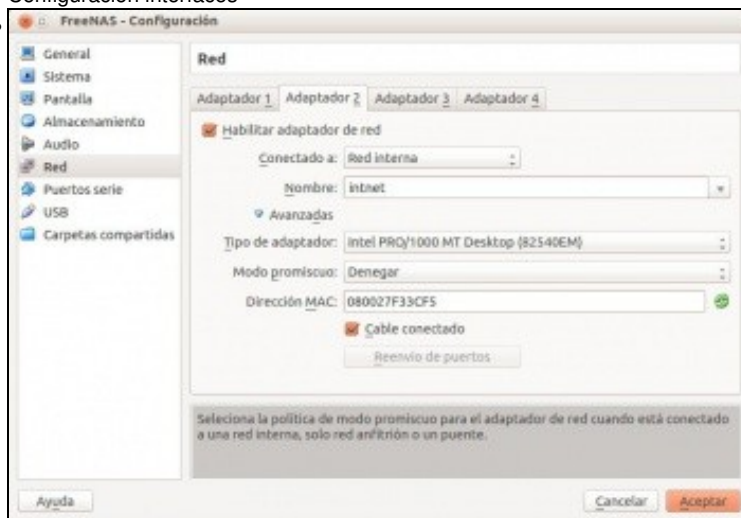 Configuración interfaces
FreeNAS - Configuración
General
Sistema
Pantalla
Almacenamiento
Audio
Red
Puertos serie
USB
Carpetas compartidas
Red
Adaptador 1 Adaptador 2 Adaptador 3 Adaptador 4
Habilitar adaptador de red
Conectado a: Red interna
Nombre: intnet
Avanzadas
Tipo de adaptador: Intel PRO/1000 MT Desktop (82540EM)
Modo promiscuo: Denegar
Dirección MAC: 080027F33CF5
Cable conectado
Reenvío de puertos
Selecciona la política de modo promiscuo para el adaptador de red cuando está conectado
a una red interna, solo red anfitrión o un puente.
Ayuda Cancelar Aceptar